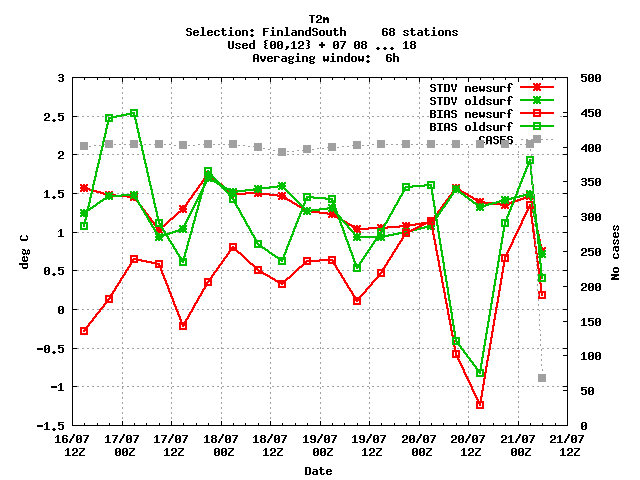 T2m
Selection: FinlandSouth 68 stations
Used {00,12} + 07 08 ... 18
Averaging window: 6h
STDV newsurf
STDV oldsurf
BIAS newsurf
BIAS oldsurf
CASES
3
2.5
2
1.5
1
0.5
0
-0.5
-1
-1.5
deg C
500
450
400
350
300
250
200
150
100
50
0
No cases
16/07 17/07 17/07 18/07 18/07 19/07 19/07 20/07 20/07 21/07 21/07
12Z 00Z 12Z 00Z 12Z 00Z 12Z 00Z 12Z 00Z 12Z
Date